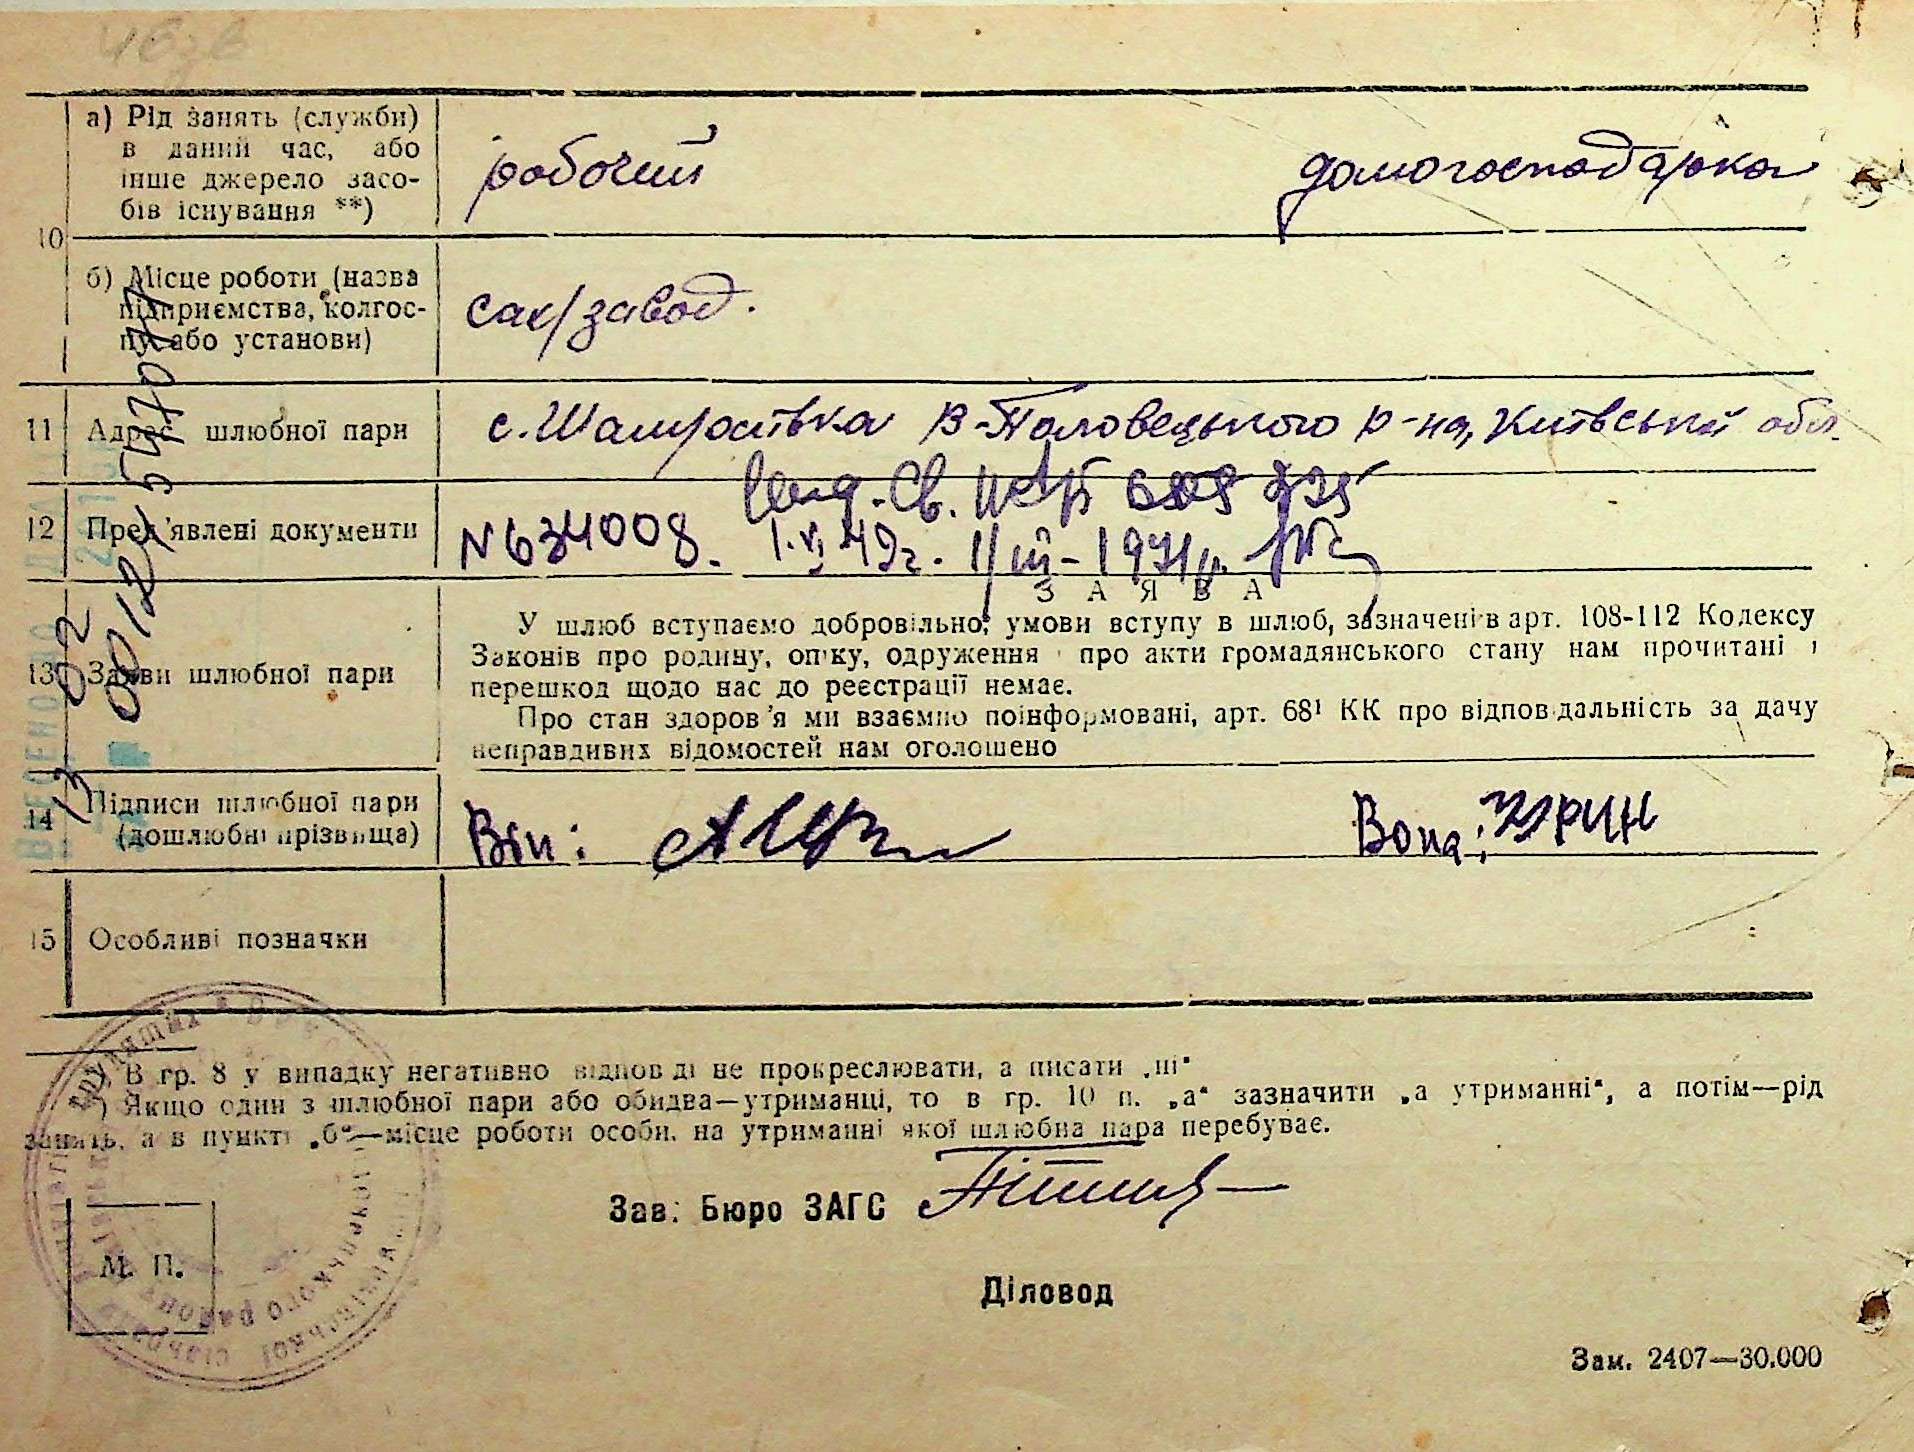 а) Рід занять (служби)
в даний час, або
інше джерело засо-
бів існування **)
робочий
домогосподарка
10
б) Місце роботи (назва
підприємства, колгос-
пу або установи)
сах/завод.
11
Адрес шлюбної пари
с. Шамраївка В-Половецького р-на, Київській обл.
12
Пред'явлені документи
N 634008.
13
Заяви шлюбної пари
00121547077
ЗАЯВА
У шлюб вступаємо добровільно; умови вступу в шлюб, зазначені в арт. 108-112 Кодексу
Законів про родину, опіку, одруження і про акти громадянського стану нам прочитані і
перешкод щодо нас до реєстрації немає.
Про стан здоров'я ми взаємно поінформовані, арт. 68¹ КК про відповідальність за дачу
неправдивих відомостей нам оголошено
14
Підписи шлюбної пари
(дошлюбні прізвища)
Він:
Вона:
15
Особливі позначки
В гр. 8 у випадку негативно відповіді не прокреслювати, а писати „ні"
) Якщо один з шлюбної пари або обидва—утриманці, то в гр. 10 п. „а" зазначити „а утриманні", а потім—рід
занять, а в пункті „б"—місце роботи особи, на утриманні якої шлюбна пара перебуває.
Зав. Бюро ЗАГС
М. П.
Діловод
Зам. 2407—30.000